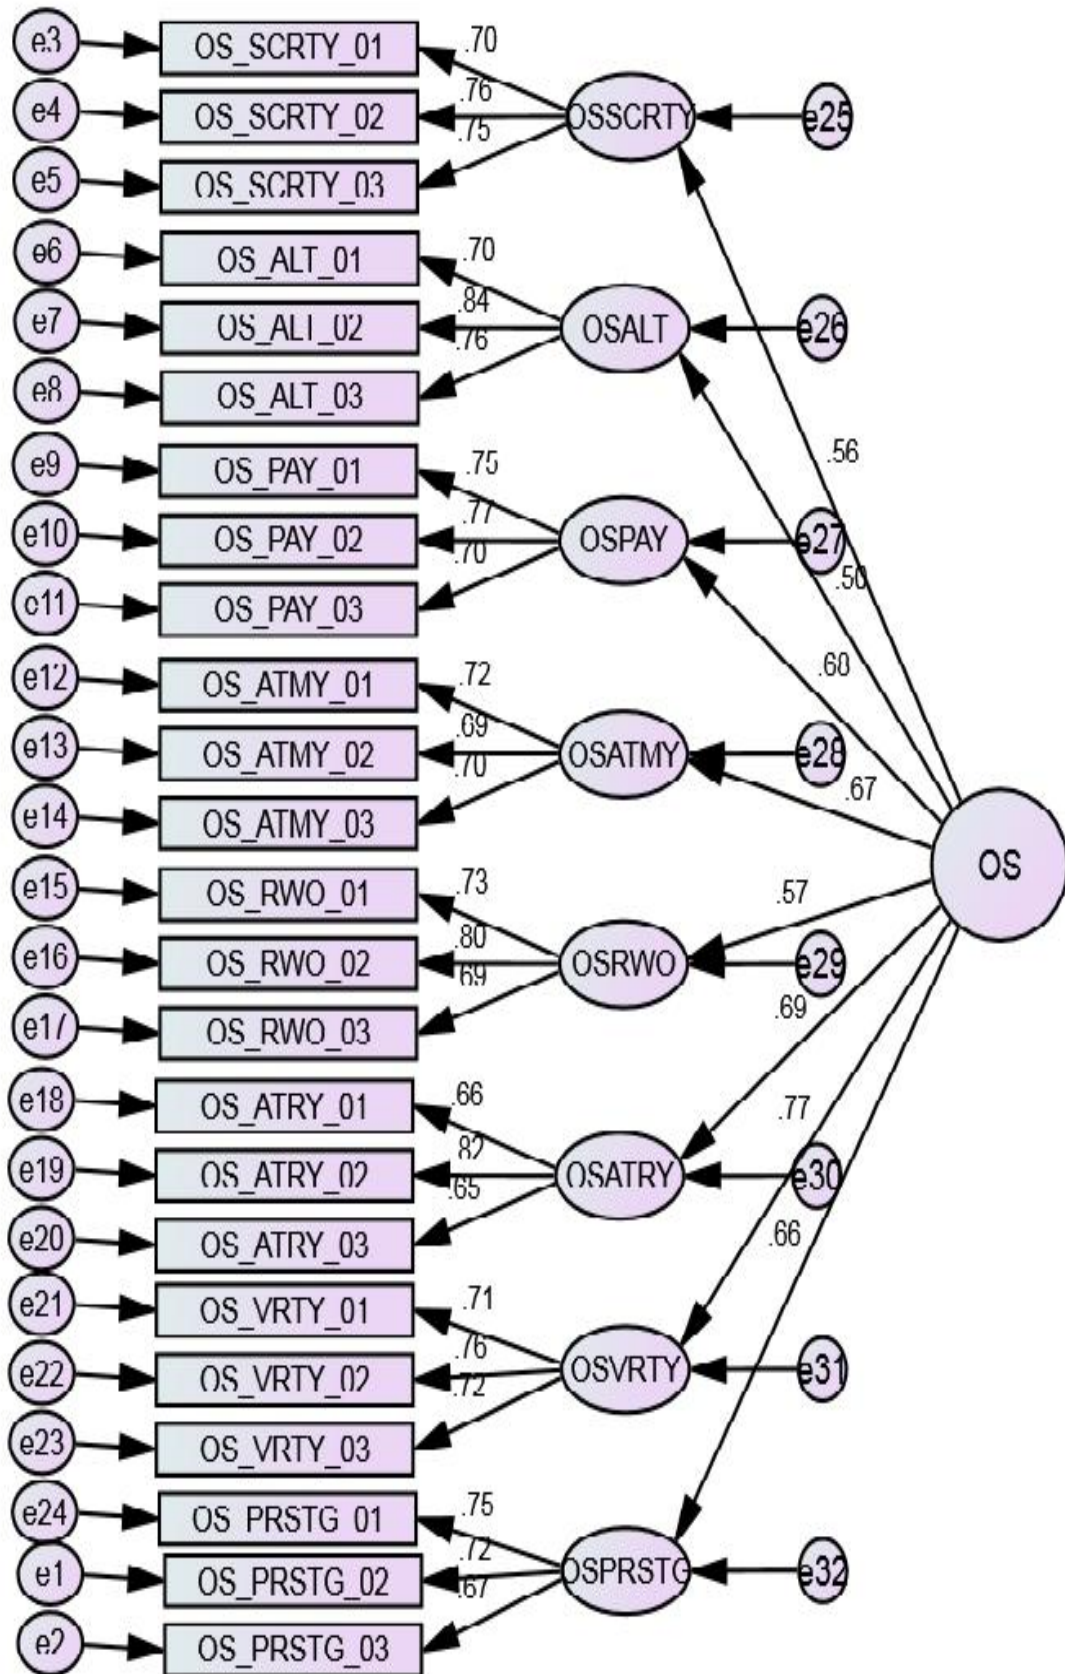 e3 OS_SCRTY_01 .70
e4 OS_SCRTY_02 .76 OSSCRTY e25
e5 OS_SCRTY_03 .75
e6 OS_ALT_01 .70
e7 OS_ALT_02 .84 OSALT e26
e8 OS_ALT_03 .76
.56
e9 OS_PAY_01 .75
e10 OS_PAY_02 .77 OSPAY e27
.50
e11 OS_PAY_03 .70
.60
e12 OS_ATMY_01 .72
e13 OS_ATMY_02 .69 OSATMY e28
.67
e14 OS_ATMY_03 .70
OS
e15 OS_RWO_01 .73 .57
e16 OS_RWO_02 .80 OSRWO e29
e17 OS_RWO_03 .69
.69
e18 OS_ATRY_01 .66 .77
e19 OS_ATRY_02 .82 OSATRY e30
e20 OS_ATRY_03 .65
.66
e21 OS_VRTY_01 .71
e22 OS_VRTY_02 .76 OSVRTY e31
e23 OS_VRTY_03 .72
e24 OS_PRSTG_01 .75
e1 OS_PRSTG_02 .72 OSPRSTG e32
e2 OS_PRSTG_03 .67